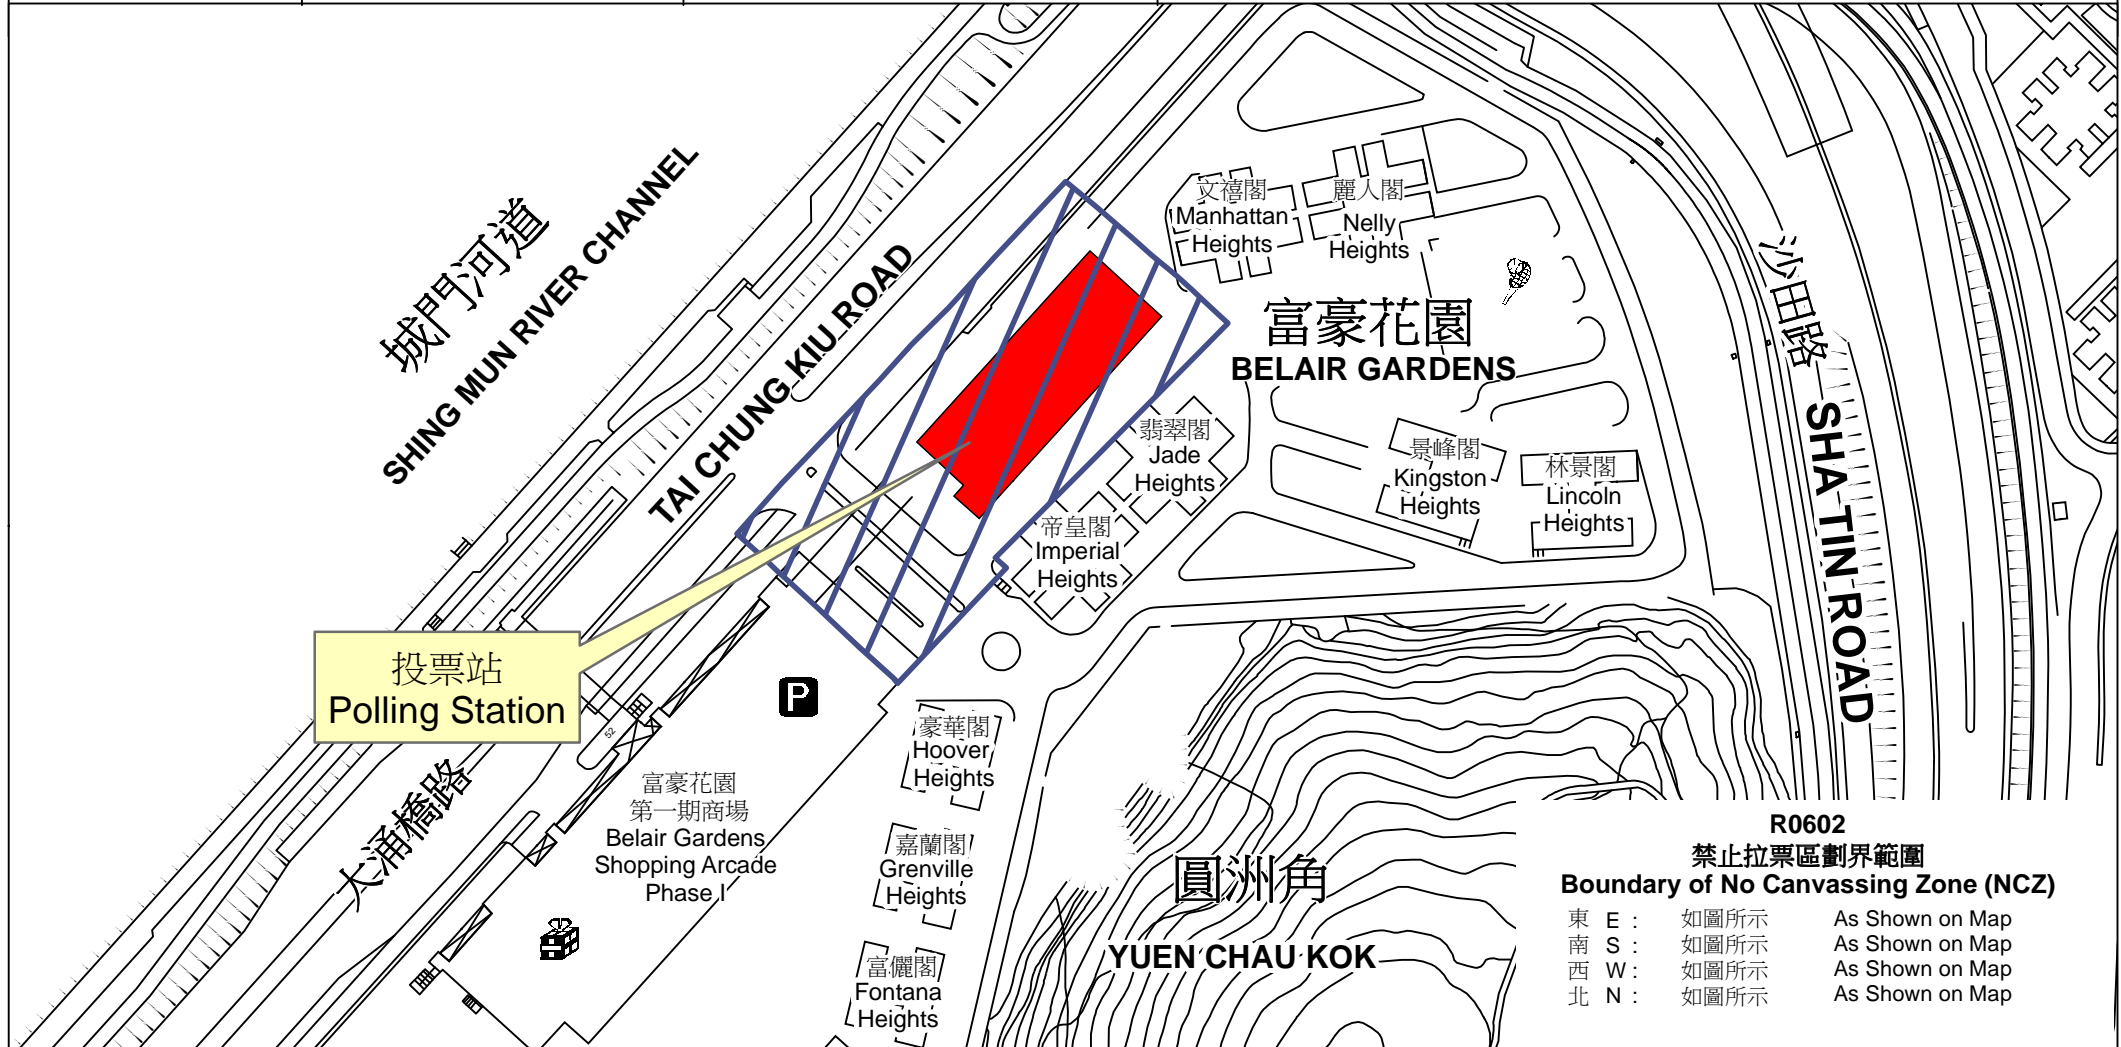 城門河道
SHING MUN RIVER CHANNEL
TAI CHUNG KIU ROAD
文禧閣
Manhattan
Heights
麗人閣
Nelly
Heights
富豪花園
BELAIR GARDENS
沙田路
SHA TIN ROAD
翡翠閣
Jade
Heights
景峰閣
Kingston
Heights
林景閣
Lincoln
Heights
帝皇閣
Imperial
Heights
投票站
Polling Station
P
52
大涌橋路
豪華閣
Hoover
Heights
富豪花園
第一期商場
Belair Gardens
Shopping Arcade
Phase I
嘉蘭閣
Grenville
Heights
富儷閣
Fontana
Heights
圓洲角
YUEN CHAU KOK
R0602
禁止拉票區劃界範圍
Boundary of No Canvassing Zone (NCZ)
東 E : 如圖所示 As Shown on Map
南 S : 如圖所示 As Shown on Map
西 W : 如圖所示 As Shown on Map
北 N : 如圖所示 As Shown on Map